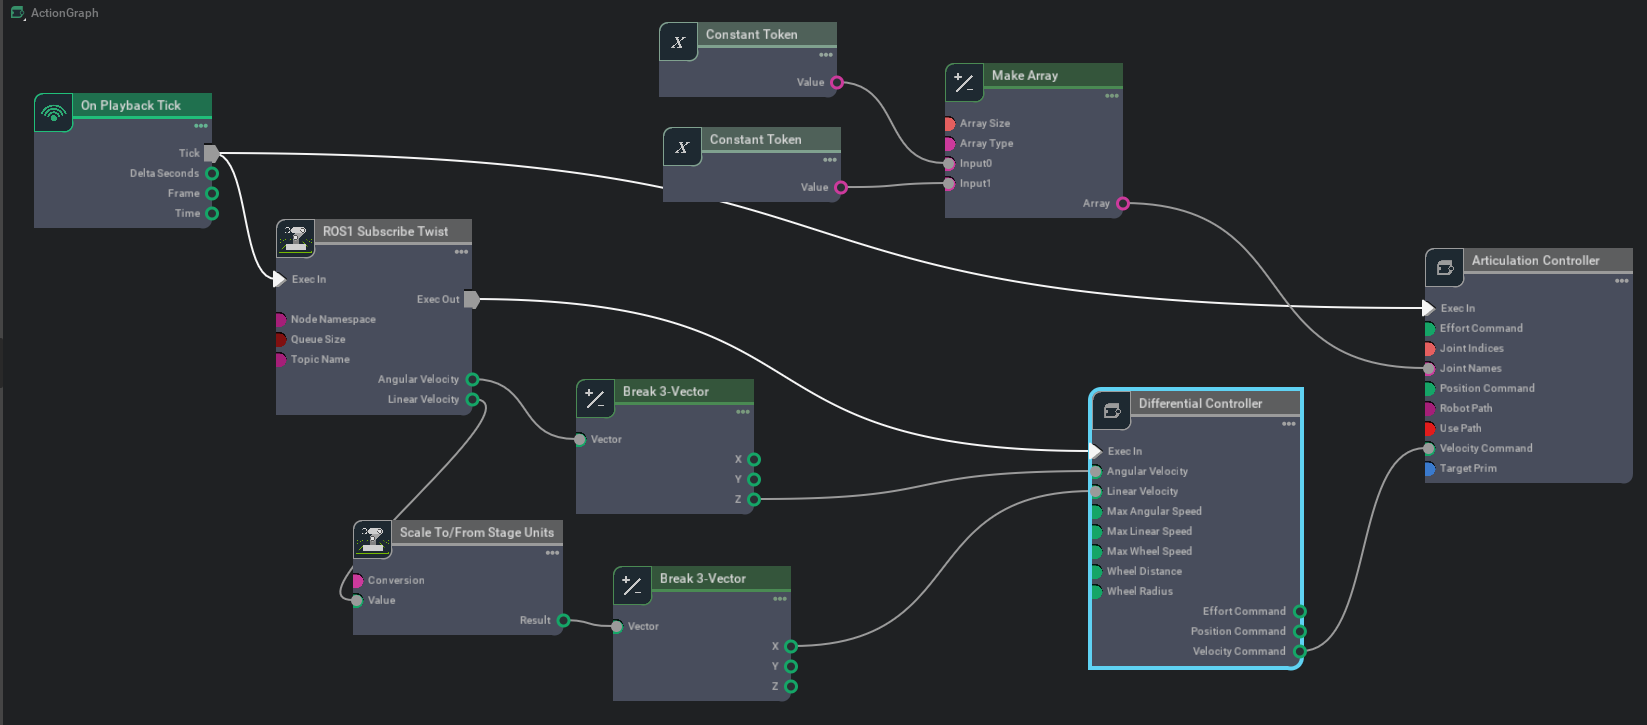 ActionGraph
On Playback Tick
Tick
Delta Seconds
Frame
Time
ROS1 Subscribe Twist
Exec In
Exec Out
Node Namespace
Queue Size
Topic Name
Angular Velocity
Linear Velocity
X
Constant Token
Value
X
Constant Token
Value
Make Array
Array Size
Array Type
Input0
Input1
Array
Break 3-Vector
Vector
X
Y
Z
Scale To/From Stage Units
Conversion
Value
Result
Break 3-Vector
Vector
X
Y
Z
Differential Controller
Exec In
Angular Velocity
Linear Velocity
Max Angular Speed
Max Linear Speed
Max Wheel Speed
Wheel Distance
Wheel Radius
Effort Command
Position Command
Velocity Command
Articulation Controller
Exec In
Effort Command
Joint Indices
Joint Names
Position Command
Robot Path
Use Path
Velocity Command
Target Prim